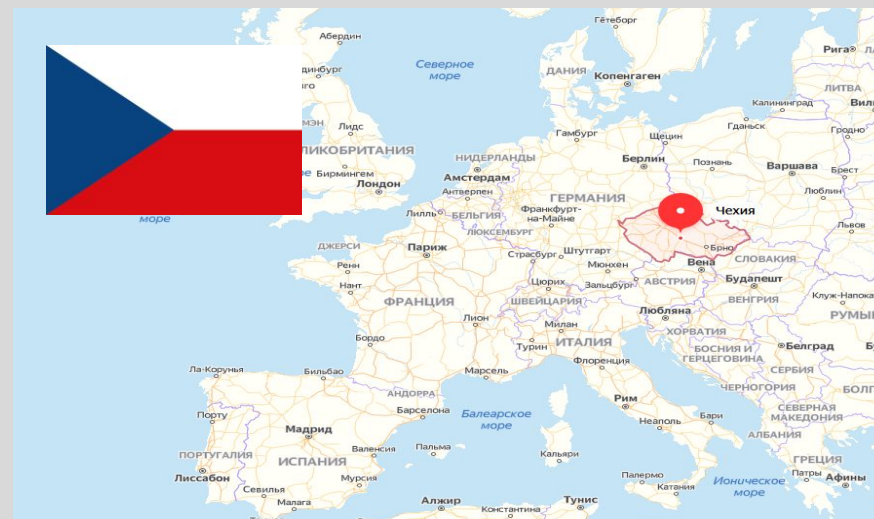 Гётеборг
Абердин
Рига
Северное
море
ДАНИЯ
Копенгаген
ЛИТВА
Калининград
Гданьск
Гродно
Лидс
Гамбург
Щецин
НИДЕРЛАНДЫ
Берлин
Познань
Варшава
Брест
Бирмингем
Амстердам
Лондон
Антверпен
ГЕРМАНИЯ
Люблин
Лилль
БЕЛЬГИЯ
Франкфурт-
на-Майне
Чехия
море
Львов
ЛЮКСЕМБУРГ
ДЖЕРСИ
Париж
Брно
Страсбург
Штутгарт
СЛОВАКИЯ
Ренн
Мюнхен
Вена
Нант
Цюрих
Зальцбург
АВСТРИЯ
Будапешт
ФРАНЦИЯ
ШВЕЙЦАРИЯ
ВЕНГРИЯ
Клуж-Напока
Лион
Любляна
Милан
ХОРВАТИЯ
Бордо
Турин
ИТАЛИЯ
БОСНИЯ И
ГЕРЦЕГОВИНА
Белград
Флоренция
Ла-Корунья
Бильбао
Марсель
СЕРБИЯ
ЧЕРНОГОРИЯ
АНДОРРА
Рим
СЕВЕРНАЯ
МАКЕДОНИЯ
Порту
Барселона
Балеарское
море
Бари
Мадрид
Неаполь
АЛБАНИЯ
ПОРТУГАЛИЯ
Валенсия
Пальма
Кальяри
ИСПАНИЯ
ГРЕЦИЯ
Лиссабон
Мурсия
Палермо
Ионическое
море
Патры
Афины
Севилья
Катания
Малага
Алжир
Константина
Тунис